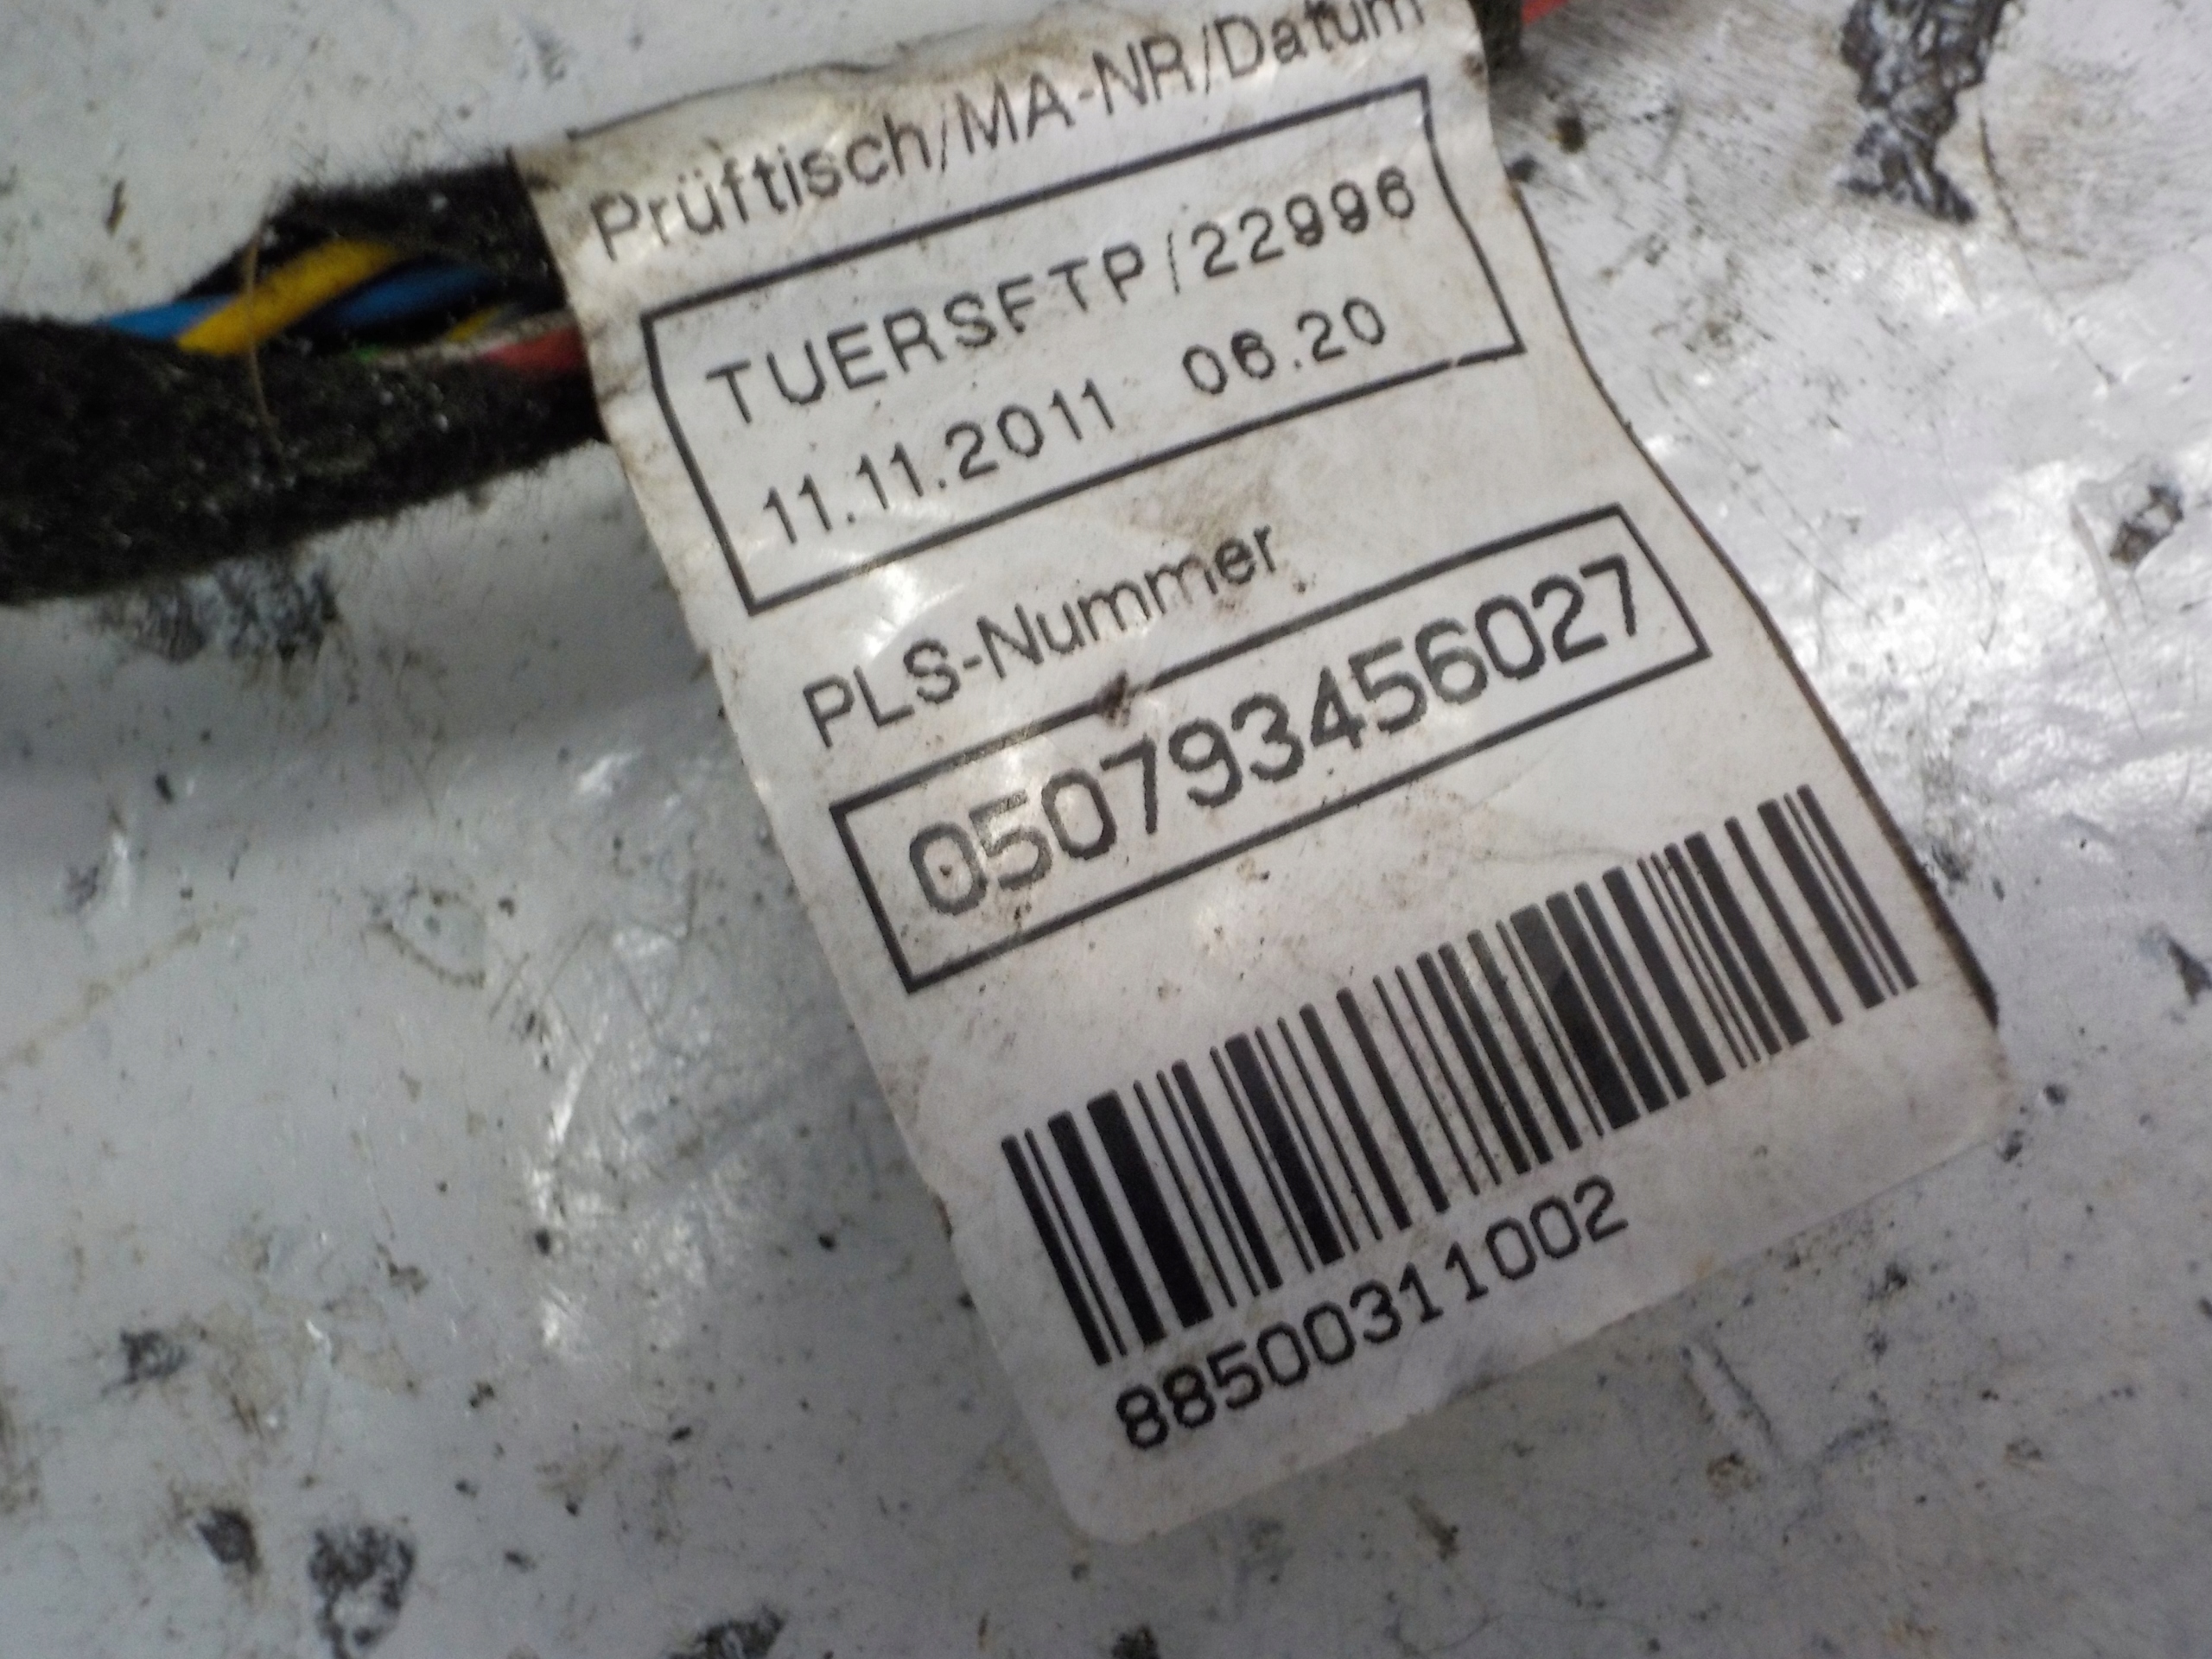 Prüftisch/MA-NR/Datum
TUERSFTP/22996
11.11.2011 06.20
PLS-Nummer
050793456027
88500311002